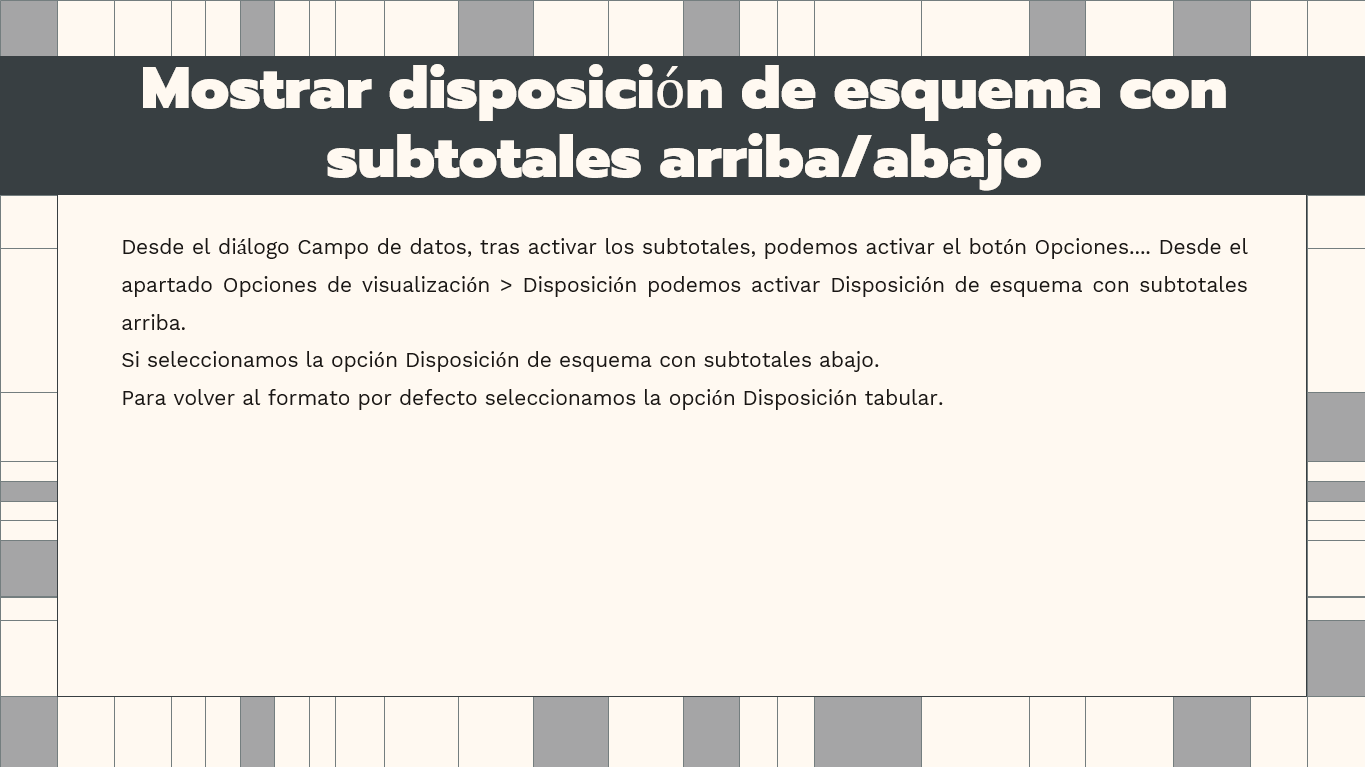 Mostrar disposición de esquema con
subtotales arriba/abajo
Desde el diálogo Campo de datos, tras activar los subtotales, podemos activar el botón Opciones.... Desde el
apartado Opciones de visualización > Disposición podemos activar Disposición de esquema con subtotales
arriba.
Si seleccionamos la opción Disposición de esquema con subtotales abajo.
Para volver al formato por defecto seleccionamos la opción Disposición tabular.